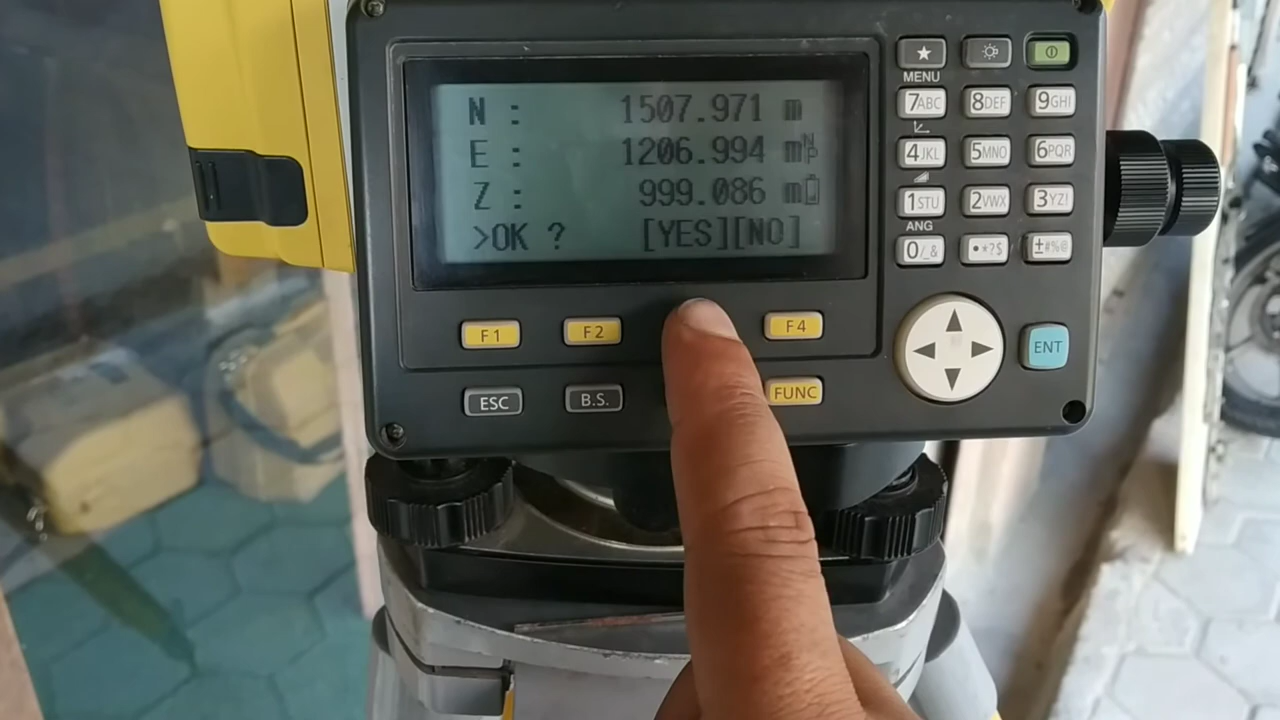 N : 1507.971 m
E : 1206.994 m NP
Z : 999.086 m
>OK ? [YES][NO]
★
MENU
7ABC 8DEF 9GHI
4JKL 5MNO 6PQR
1STU 2VWX 3YZ/
ANG
0/_& •*?$ ±#%@
F1 F2 F4
ENT
ESC B.S. FUNC